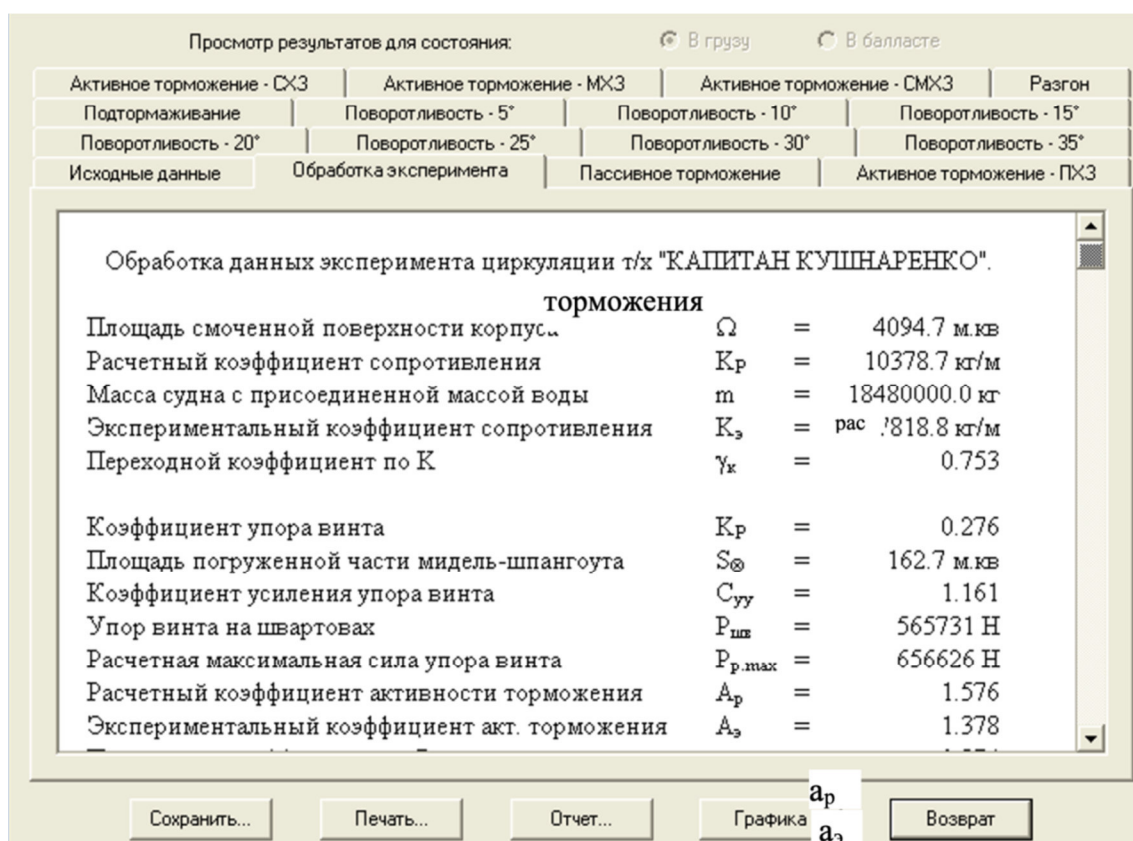 Просмотр результатов для состояния: В грузу В балласте
Активное торможение - СХЗ Активное торможение - МХЗ Активное торможение - СМХЗ Разгон
Подтормаживание Поворотливость - 5° Поворотливость - 10° Поворотливость - 15°
Поворотливость - 20° Поворотливость - 25° Поворотливость - 30° Поворотливость - 35°
Исходные данные Обработка эксперимента Пассивное торможение Активное торможение - ПХЗ
Обработка данных эксперимента циркуляции т/х "КАПИТАН КУШНАРЕНКО".
торможения
Площадь смоченной поверхности Ω = 4094.7 м.кв
Расчетный коэффициент сопротивления Kр = 10378.7 кг/м
Масса судна с присоединенной массой воды m = 18480000.0 кг
Экспериментальный коэффициент сопротивления Kэ = рас 818.8 кг/м
Переходной коэффициент по К γк = 0.753
Коэффициент упора винта Kр = 0.276
Площадь погруженной части мидель-шпангоута S⊗ = 162.7 м.кв
Коэффициент усиления упора винта Cуу = 1.161
Упор винта на швартовах Pшв = 565731 Н
Расчетная максимальная сила упора винта Pр.max = 656626 Н
Расчетный коэффициент активности торможения Aр = 1.576
Экспериментальный коэффициент акт. торможения Aэ = 1.378
aр
Сохранить... Печать... Отчет... Графика Возврат
aэ